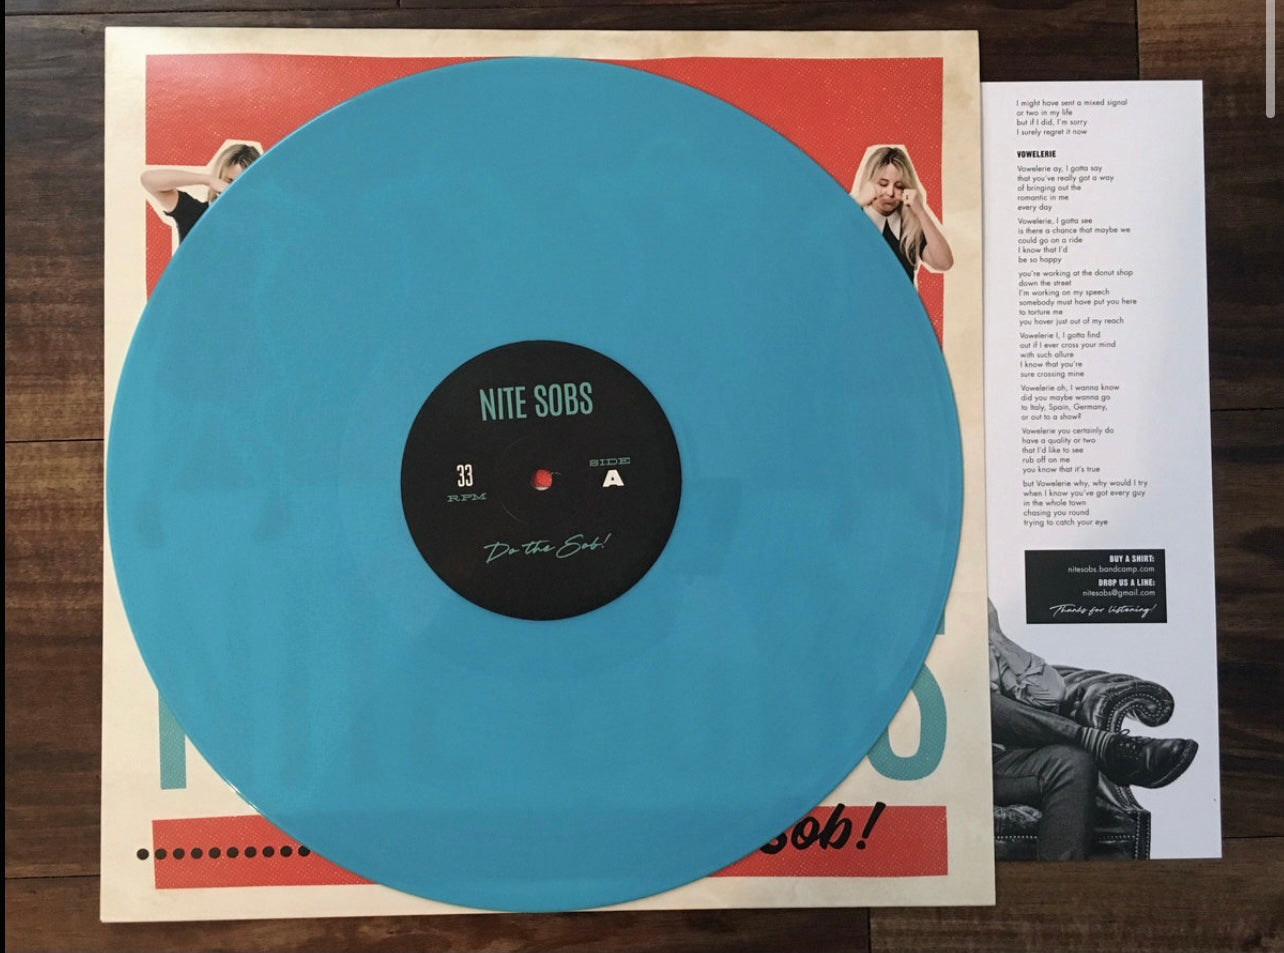 NITE SOBS
33
RPM
SIDE
A
Do the Sob!
sob!
I might have sent a mixed signal
or two in my life
but if I did, I'm sorry
I surely regret it now
VOWELERIE
Vowelerie ay, I gotta say
that you've really got a way
of bringing out the
romantic in me
every day
Vowelerie, I gotta see
is there a chance that maybe we
could go on a ride
I know that I'd
be so happy
you're working at the donut shop
down the street
I'm working on my speech
somebody must have put you here
to torture me
you hover just out of my reach
Vowelerie I, I gotta find
out if I ever cross your mind
with such allure
I know that you're
sure crossing mine
Vowelerie oh, I wanna know
did you maybe wanna go
to Italy, Spain, Germany,
or out to a show?
Vowelerie you certainly do
have a quality or two
that I'd like to see
rub off on me
you know that it's true
but Vowelerie why, why would I try
when I know you've got every guy
in the whole town
chasing you round
trying to catch your eye
BUY A SHIRT:
nitesobs.bandcamp.com
DROP US A LINE:
nitesobs@gmail.com
Thanks for listening!